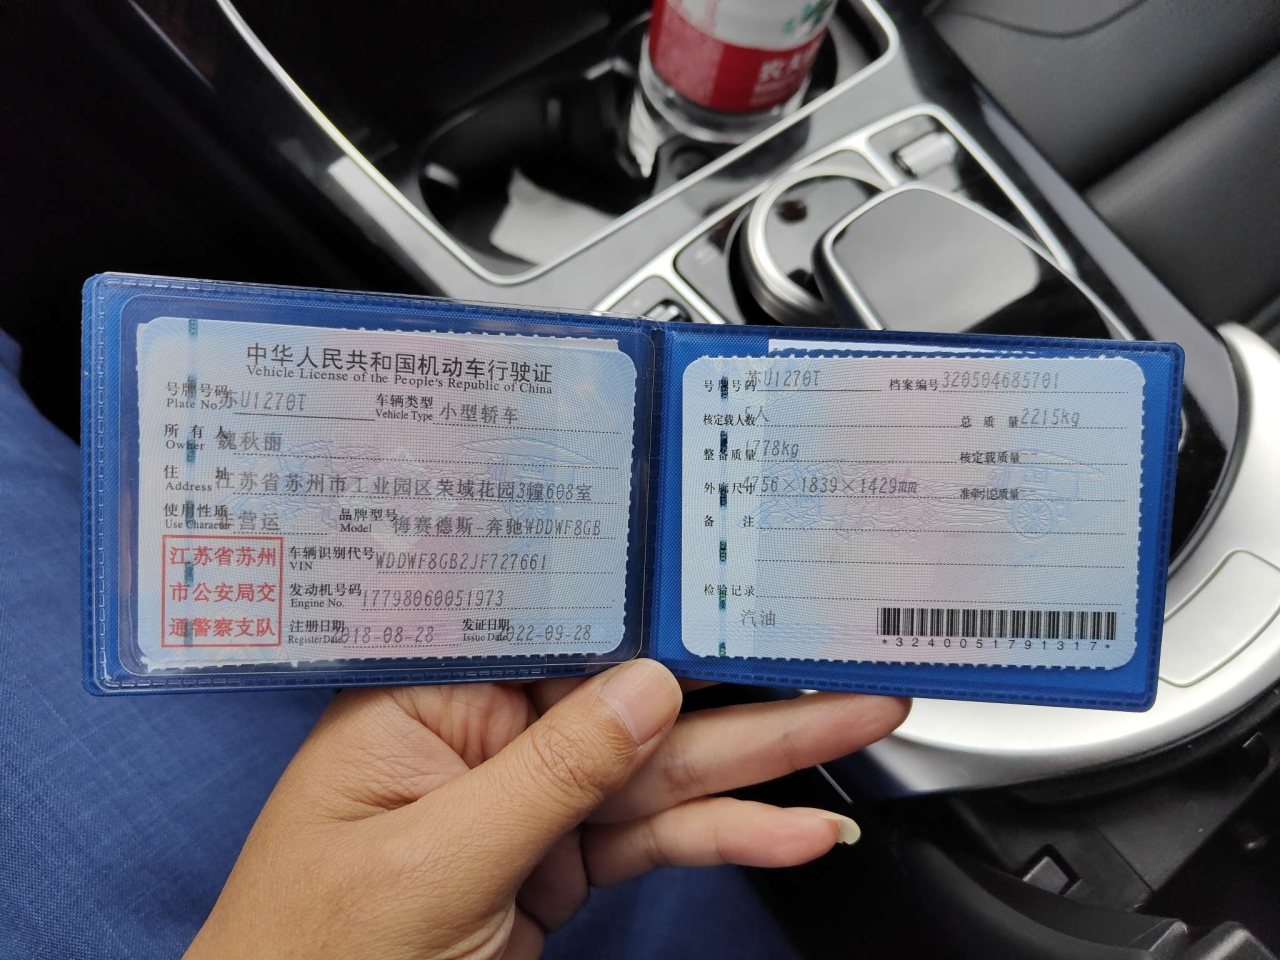 农夫
中华人民共和国机动车行驶证
Vehicle License of the People's Republic of China
号牌号码 苏U1270T 车辆类型 小型轿车
Plate No. Vehicle Type
所有人 魏秋丽
Owner
住址 江苏省苏州市工业园区荣域花园3幢608室
Address
使用性质 非营运 品牌型号 梅赛德斯-奔驰WDDWF8GB
Use Character Model
江苏省苏州
市公安局交
通警察支队
车辆识别代号 WDDWF8GB2JF727661
VIN
发动机号码 17798060051973
Engine No.
注册日期 2018-08-28 发证日期 2022-09-28
Register Date Issue Date
号牌号码 苏U1270T 档案编号 320504685701
核定载人数 5人 总质量 2215kg
整备质量 1778kg 核定载质量
外廓尺寸 4756×1839×1429mm 准牵引总质量
备注
检验记录
汽油
*3240051791317*